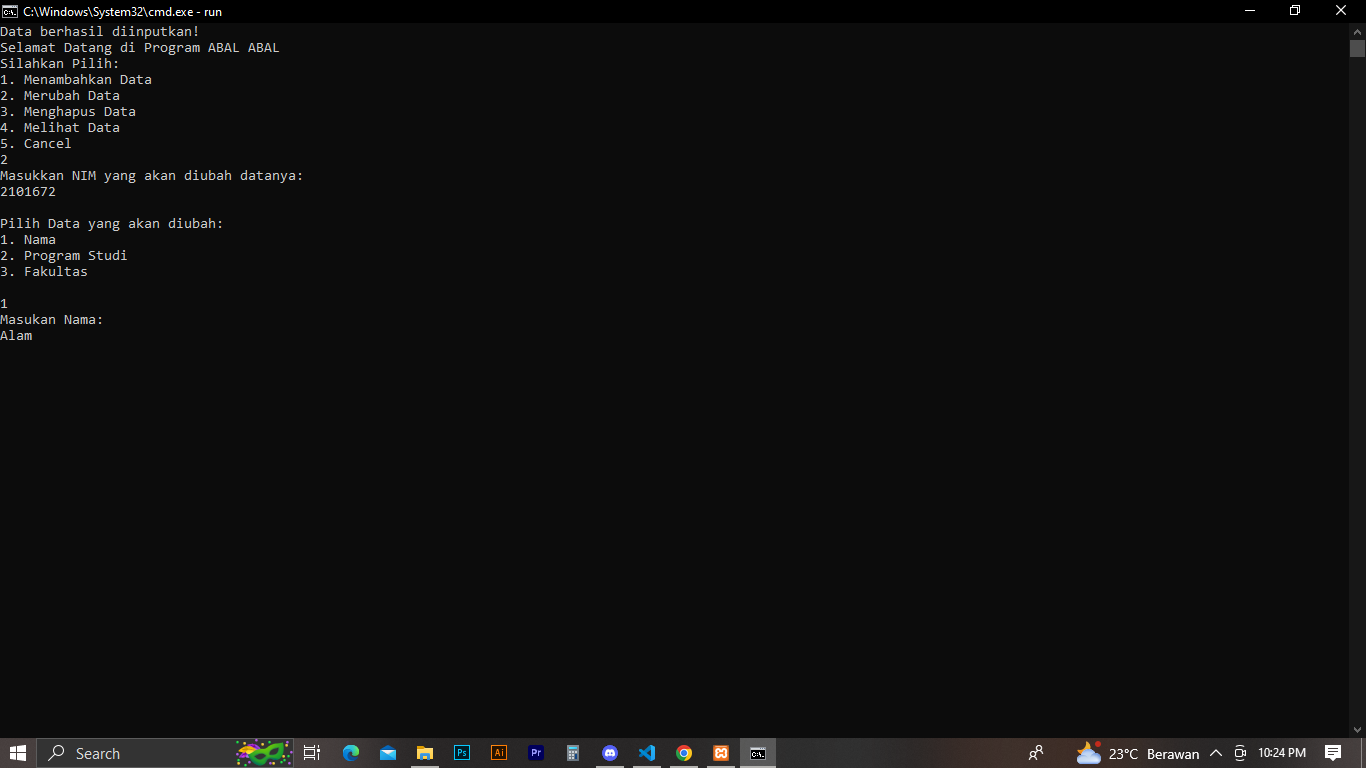 C:\Windows\System32\cmd.exe - run
Data berhasil diinputkan!
Selamat Datang di Program ABAL ABAL
Silahkan Pilih:
1. Menambahkan Data
2. Merubah Data
3. Menghapus Data
4. Melihat Data
5. Cancel
2
Masukkan NIM yang akan diubah datanya:
2101672
Pilih Data yang akan diubah:
1. Nama
2. Program Studi
3. Fakultas
1
Masukan Nama:
Alam
Search
Ps
Ai
Pr
23°C Berawan
10:24 PM